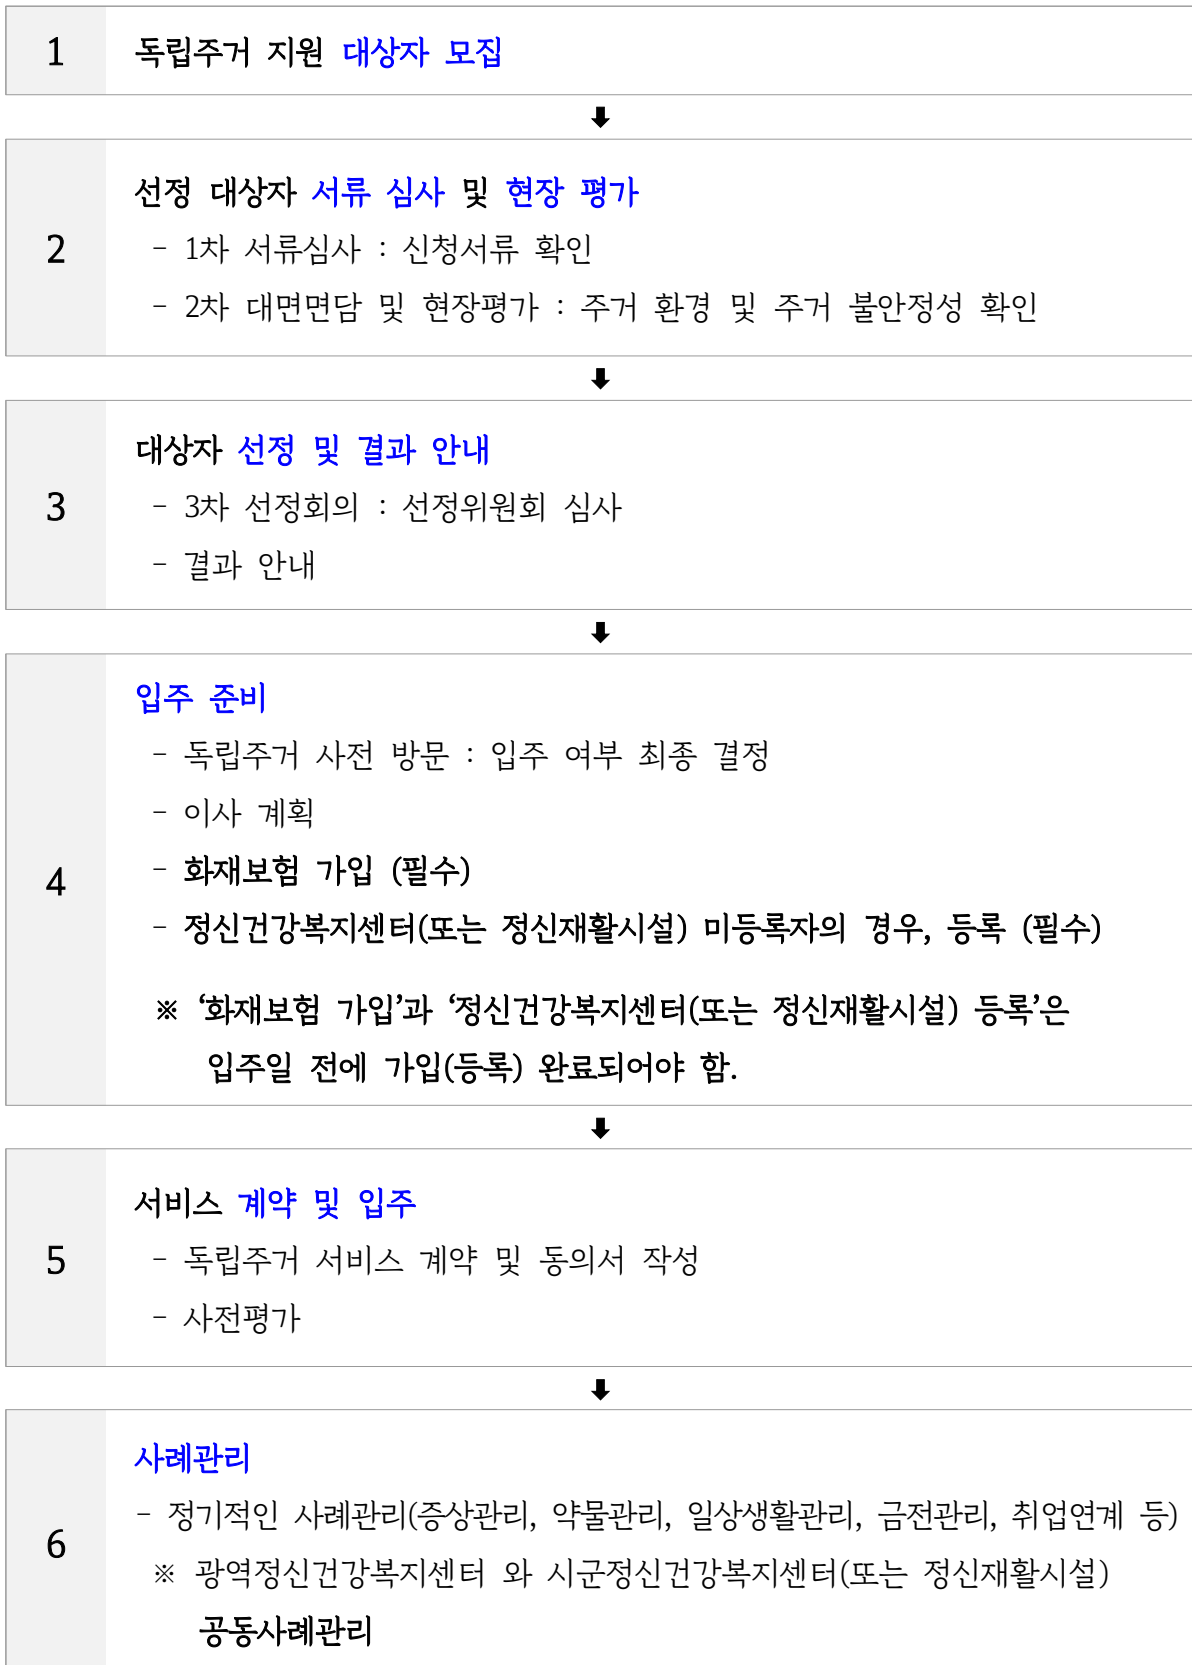 1
독립주거 지원 대상자 모집
⬇
2
선정 대상자 서류 심사 및 현장 평가
- 1차 서류심사 : 신청서류 확인
- 2차 대면면담 및 현장평가 : 주거 환경 및 주거 불안정성 확인
⬇
3
대상자 선정 및 결과 안내
- 3차 선정회의 : 선정위원회 심사
- 결과 안내
⬇
4
입주 준비
- 독립주거 사전 방문 : 입주 여부 최종 결정
- 이사 계획
- 화재보험 가입 (필수)
- 정신건강복지센터(또는 정신재활시설) 미등록자의 경우, 등록 (필수)
※ ‘화재보험 가입’과 ‘정신건강복지센터(또는 정신재활시설) 등록’은
입주일 전에 가입(등록) 완료되어야 함.
⬇
5
서비스 계약 및 입주
- 독립주거 서비스 계약 및 동의서 작성
- 사전평가
⬇
6
사례관리
- 정기적인 사례관리(증상관리, 약물관리, 일상생활관리, 금전관리, 취업연계 등)
※ 광역정신건강복지센터 와 시군정신건강복지센터(또는 정신재활시설)
공동사례관리